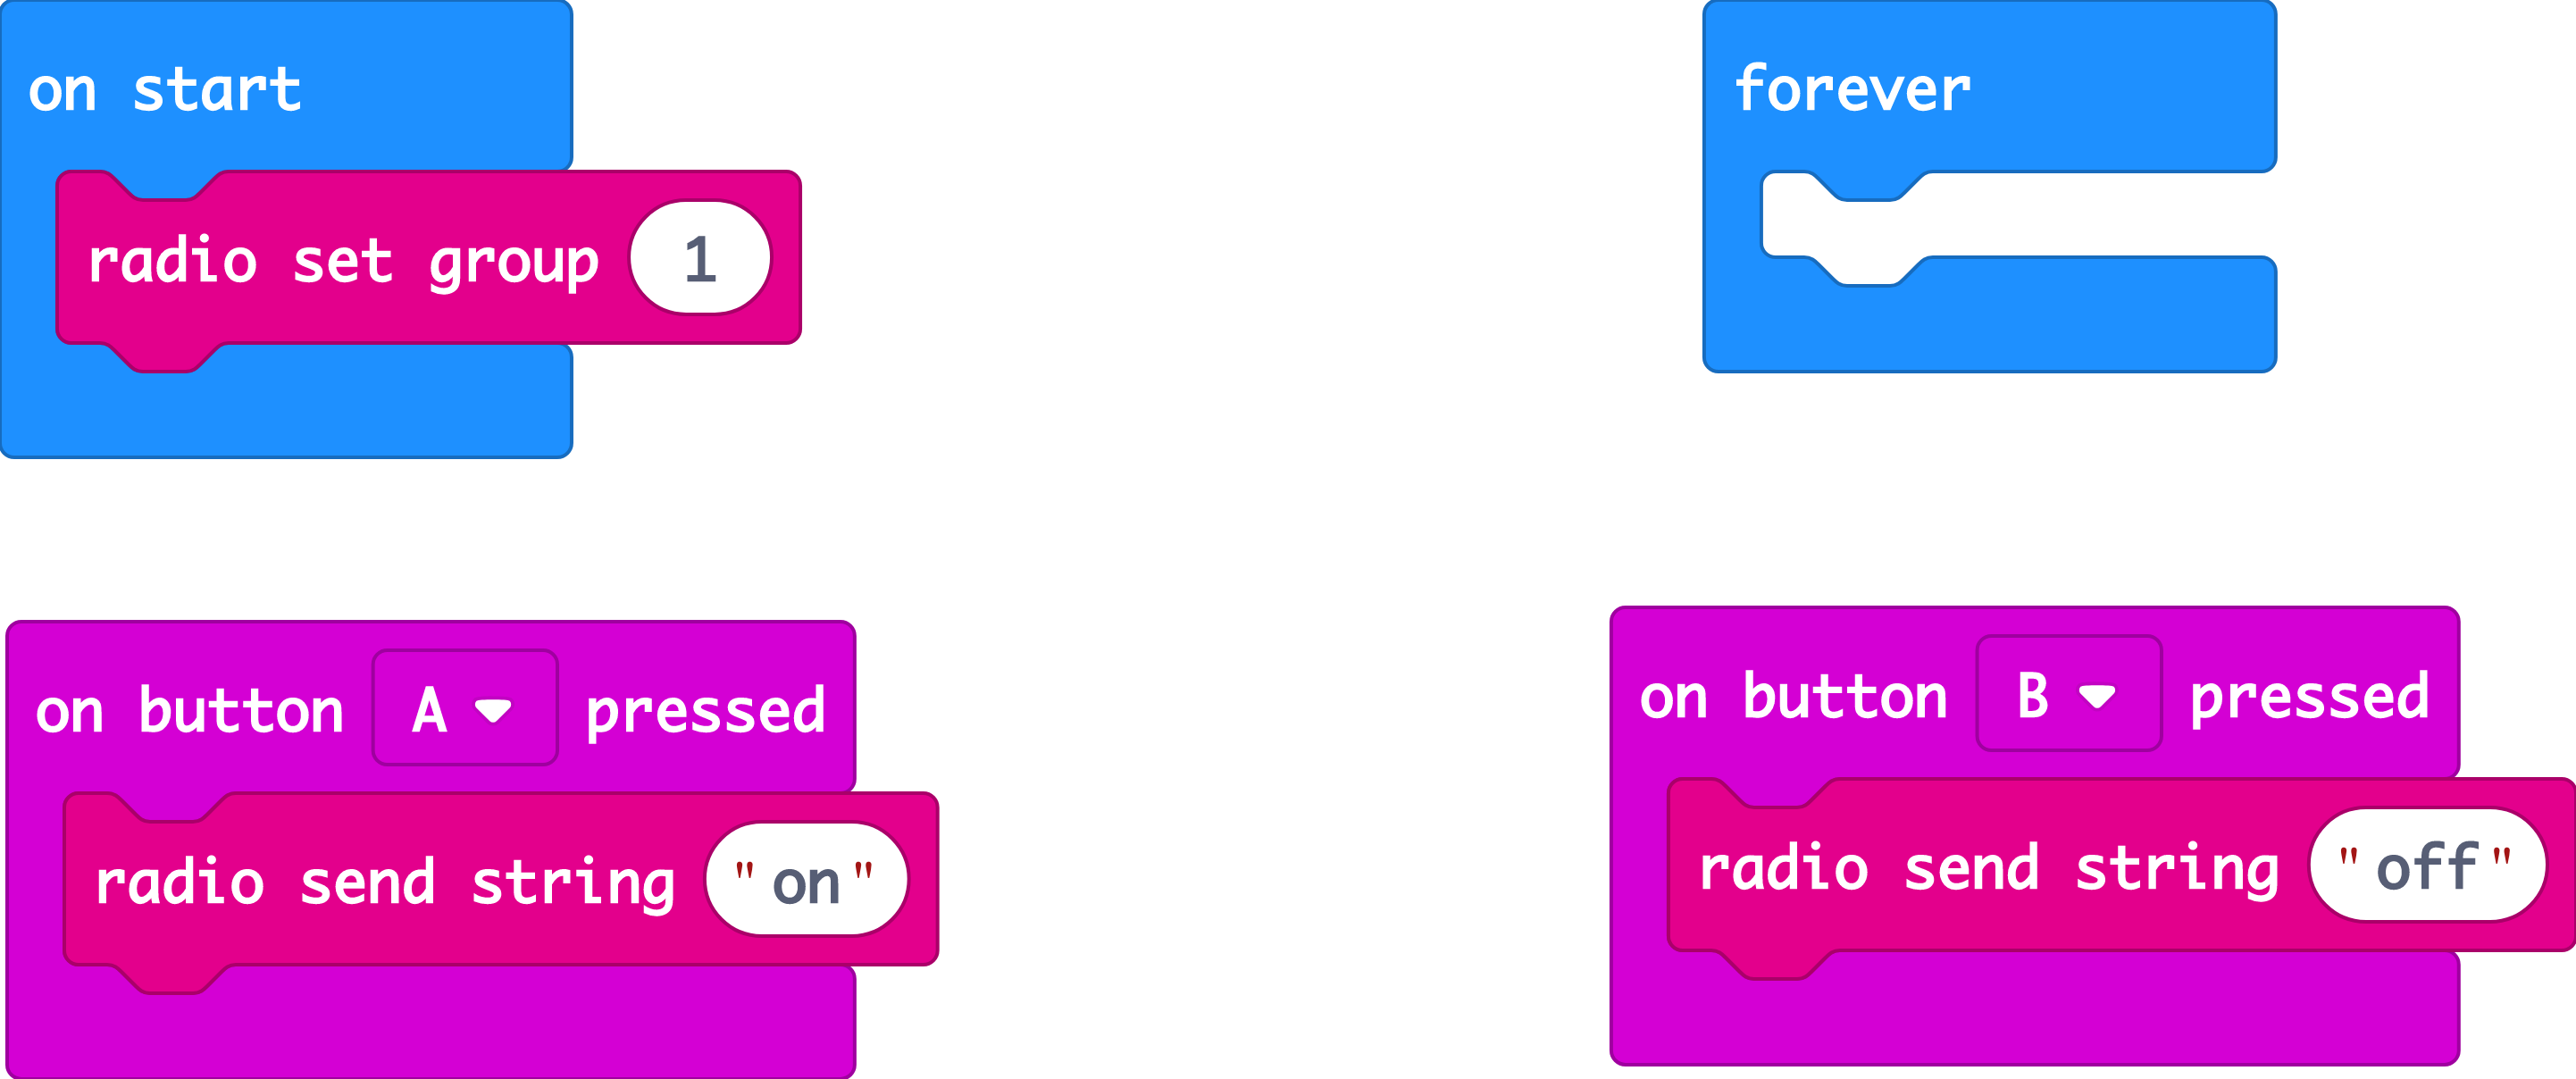 on start
radio set group 1
forever
on button A pressed
radio send string "on"
on button B pressed
radio send string "off"